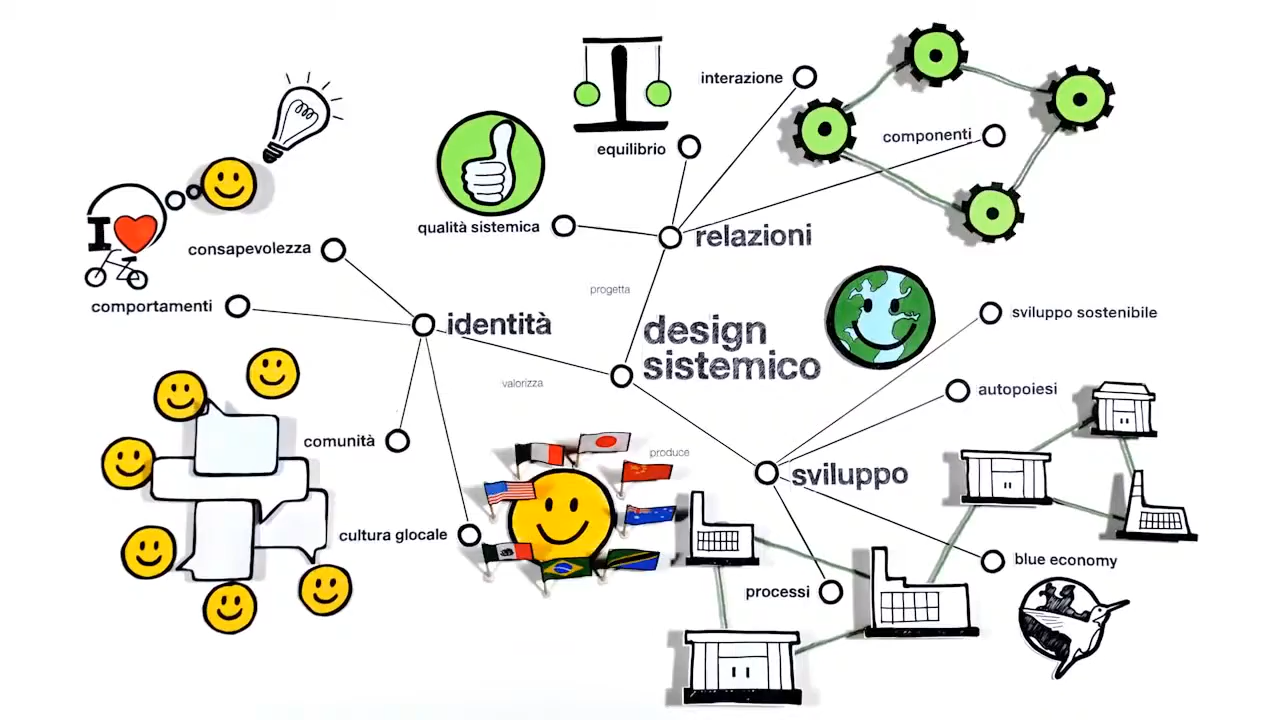 interazione
componenti
equilibrio
qualità sistemica
relazioni
I
consapevolezza
comportamenti
identità
progetta
design
sistemico
valorizza
sviluppo sostenibile
autopoiesi
comunità
produce
sviluppo
cultura glocale
processi
blue economy